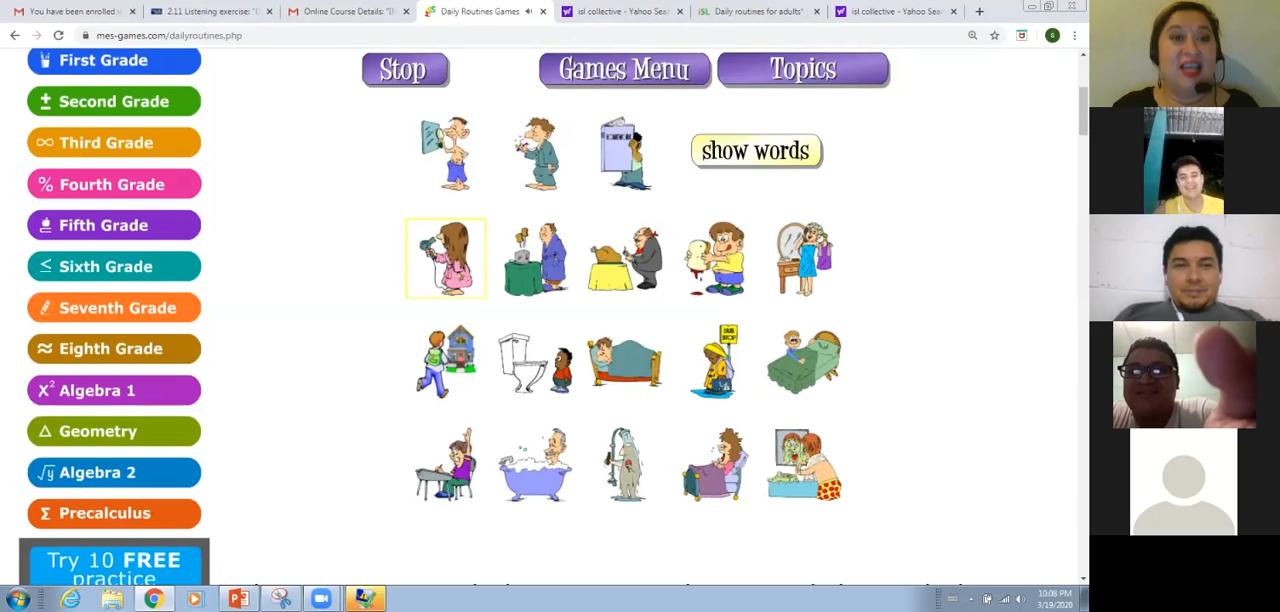 You have been enrolled
2.11 Listening exercise: "D
Online Course Details: "D
Daily Routines Games
isl collective - Yahoo Sear
Daily routines for adults"
isl collective - Yahoo Sear
mes-games.com/dailyroutines.php
First Grade
Second Grade
Third Grade
Fourth Grade
Fifth Grade
Sixth Grade
Seventh Grade
Eighth Grade
Algebra 1
Geometry
Algebra 2
Precalculus
Try 10 FREE
practice
Stop
Games Menu
Topics
show words
BUS
STOP
10:08 PM
3/19/2020